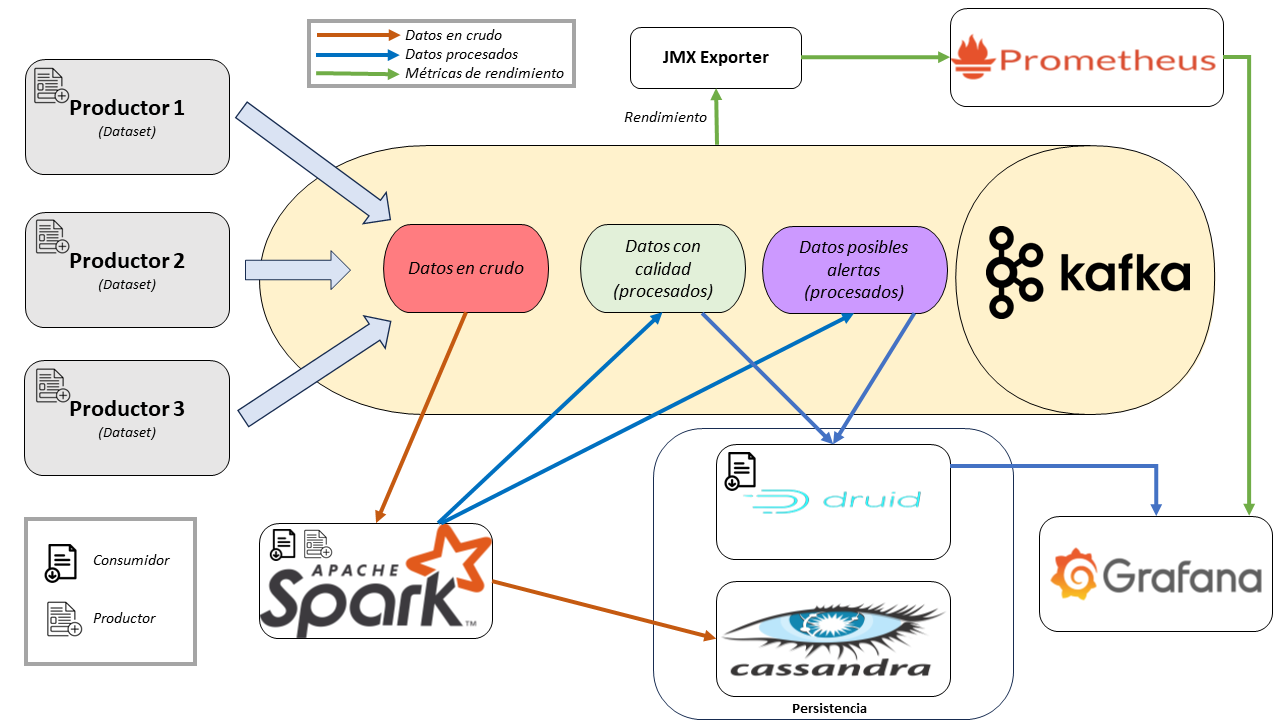 Datos en crudo
Datos procesados
Métricas de rendimiento
JMX Exporter
Prometheus
Rendimiento
Productor 1
(Dataset)
Productor 2
(Dataset)
Productor 3
(Dataset)
Datos en crudo
Datos con
calidad
(procesados)
Datos posibles
alertas
(procesados)
kafka
Consumidor
Productor
APACHE
Spark
TM
druid
cassandra
Persistencia
Grafana